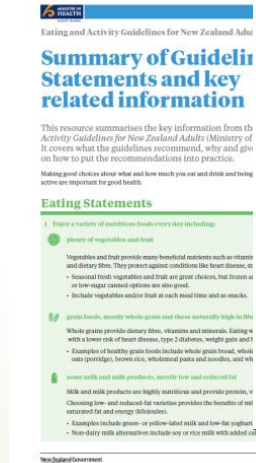 MINISTRY OF
HEALTH
Eating and Activity Guidelines for New Zealand Adul
Summary of Guidelin
Statements and key
related information
This resource summarises the key information from th
Activity Guidelines for New Zealand Adults (Ministry of
It covers what the guidelines recommend, why and giv
on how to put the recommendations into practice.
Making good choices about what and how much you eat and drink and being
active are important for good health.
Eating Statements
1 Enjoy a variety of nutritious foods every day including:
plenty of vegetables and fruit
Vegetables and fruit provide many beneficial nutrients such as vitamin
and dietary fibre. They protect against conditions like heart disease, st
• Seasonal fresh vegetables and fruit are great choices, but frozen an
or low-sugar canned options are also good.
• Include vegetables and/or fruit at each meal time and as snacks.
grain foods, mostly whole grain and those naturally high in fibr
Whole grains provide dietary fibre, vitamins and minerals. Eating w
with a lower risk of heart disease, type 2 diabetes, weight gain and b
• Examples of healthy grain foods include whole grain bread, whole
oats (porridge), brown rice, wholemeal pasta and noodles, and wh
some milk and milk products, mostly low and reduced fat
Milk and milk products are highly nutritious and provide protein, v
Choosing low- and reduced-fat varieties provides the benefits of mil
saturated fat and energy (kilojoules).
• Examples include green- or yellow-label milk and low-fat yoghurt
• Non-dairy milk alternatives include soy or rice milk with added cal
New Zealand Government